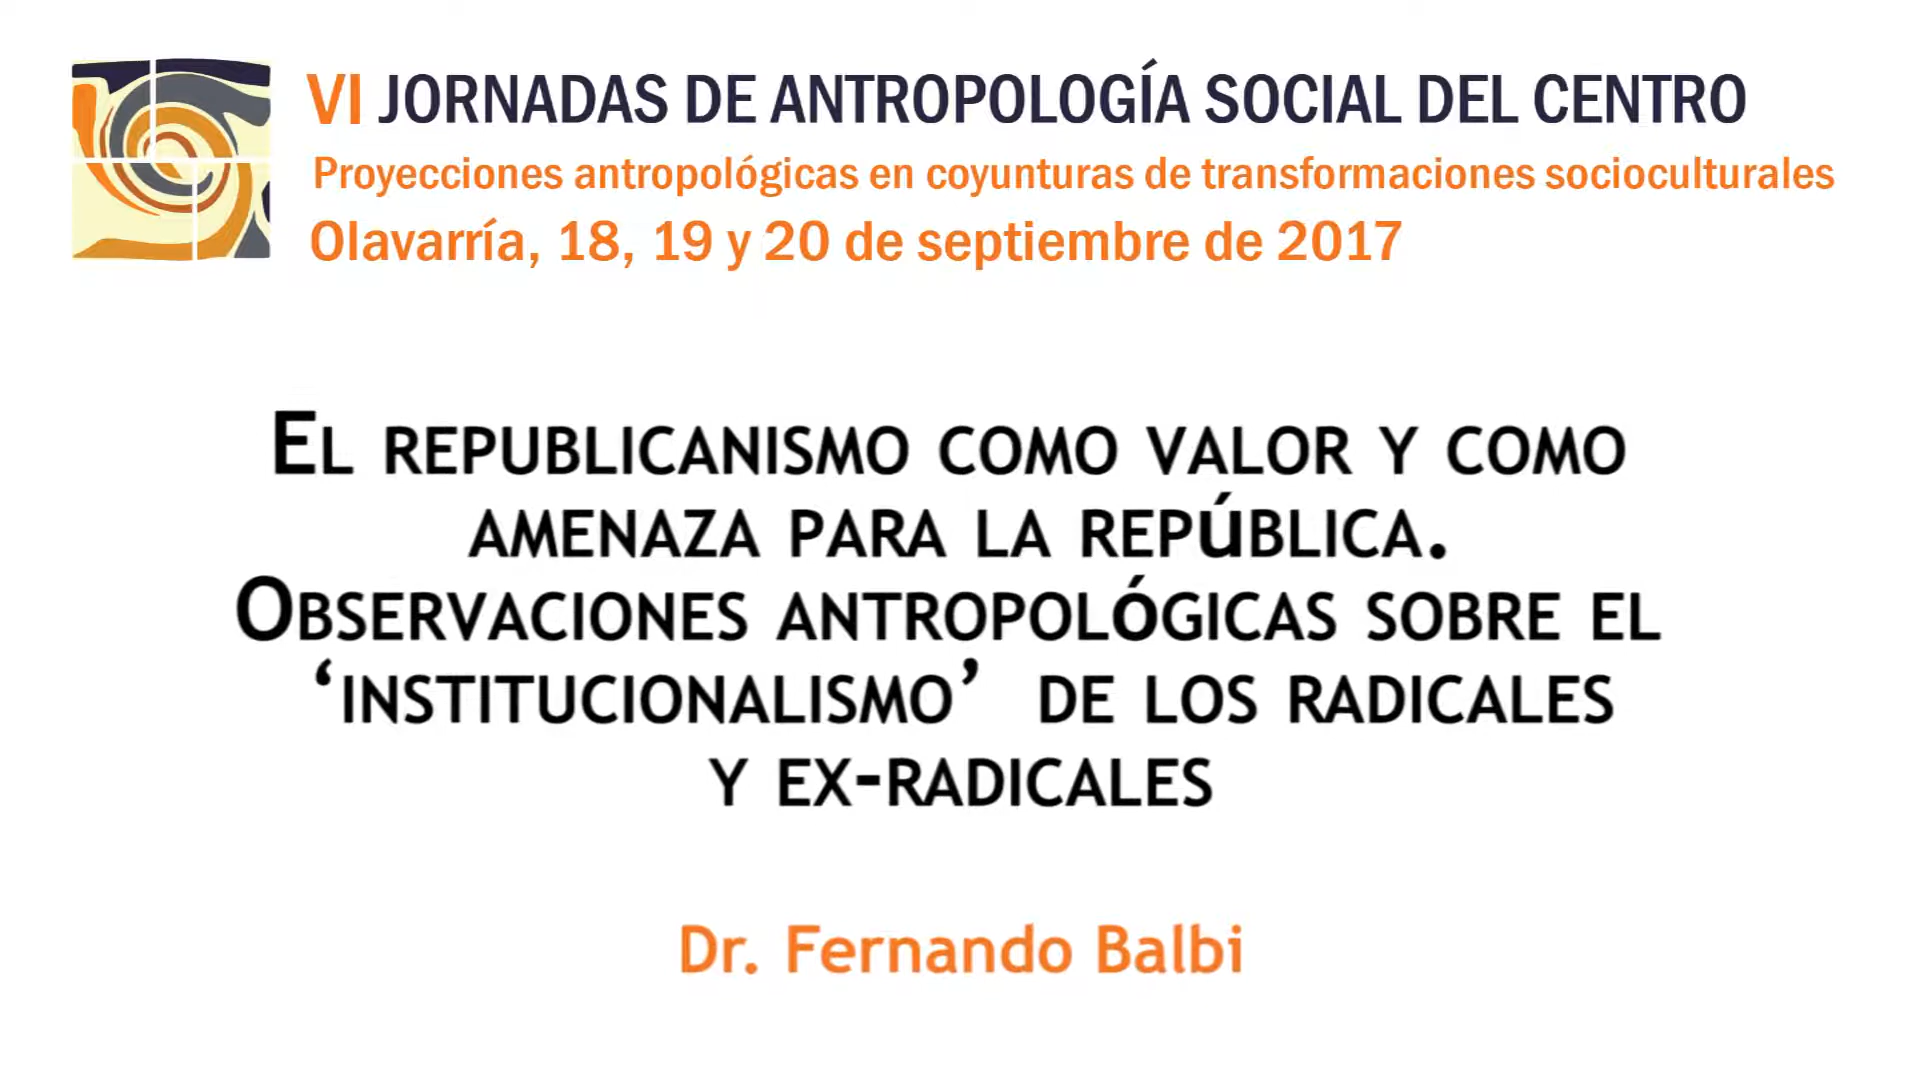 VI JORNADAS DE ANTROPOLOGÍA SOCIAL DEL CENTRO
Proyecciones antropológicas en coyunturas de transformaciones socioculturales
Olavarría, 18, 19 y 20 de septiembre de 2017
El republicanismo como valor y como
amenaza para la república.
Observaciones antropológicas sobre el
‘institucionalismo’ de los radicales
y ex-radicales
Dr. Fernando Balbi